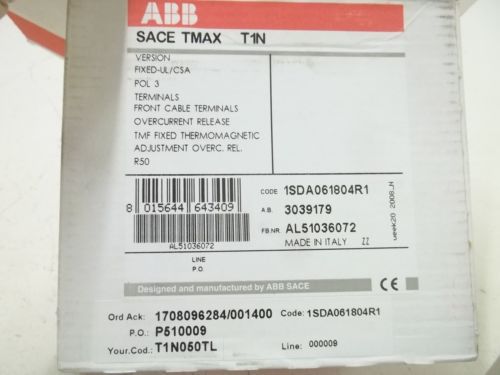 ABB
SACE TMAX T1N
VERSION
FIXED-UL/CSA
POL 3
TERMINALS
FRONT CABLE TERMINALS
OVERCURRENT RELEASE
TMF FIXED THERMOMAGNETIC
ADJUSTMENT OVERC. REL.
R50
8 015644 643409
AL51036072
CODE 1SDA061804R1
A.B. 3039179
FB.NR. AL51036072
MADE IN ITALY ZZ
week20 2008_N
LINE
P.O.
Designed and manufactured by ABB SACE
CE
Ord Ack: 1708096284/001400 Code: 1SDA061804R1
P.O.: P510009
Your.Cod.: T1N050TL Line: 000009